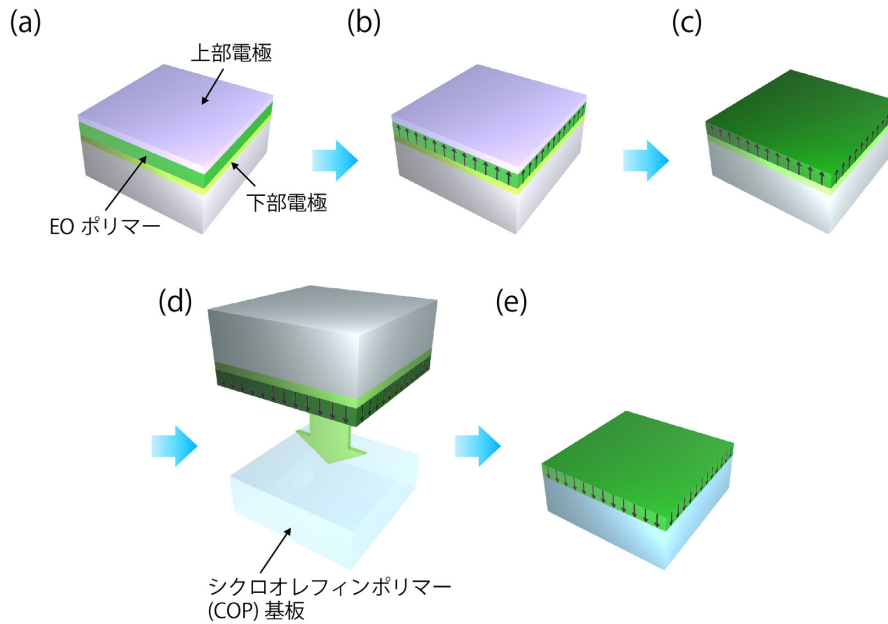 (a)
(b)
(c)
上部電極
EO ポリマー
下部電極
(d)
(e)
シクロオレフィンポリマー
(COP) 基板